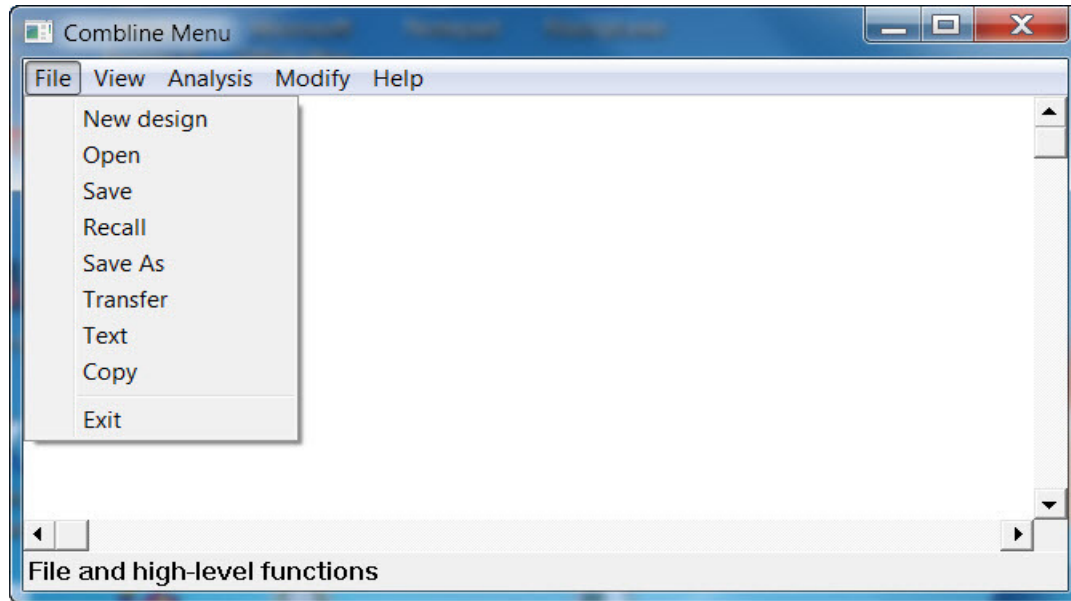 Combline Menu
File View Analysis Modify Help
New design
Open
Save
Recall
Save As
Transfer
Text
Copy
Exit
File and high-level functions